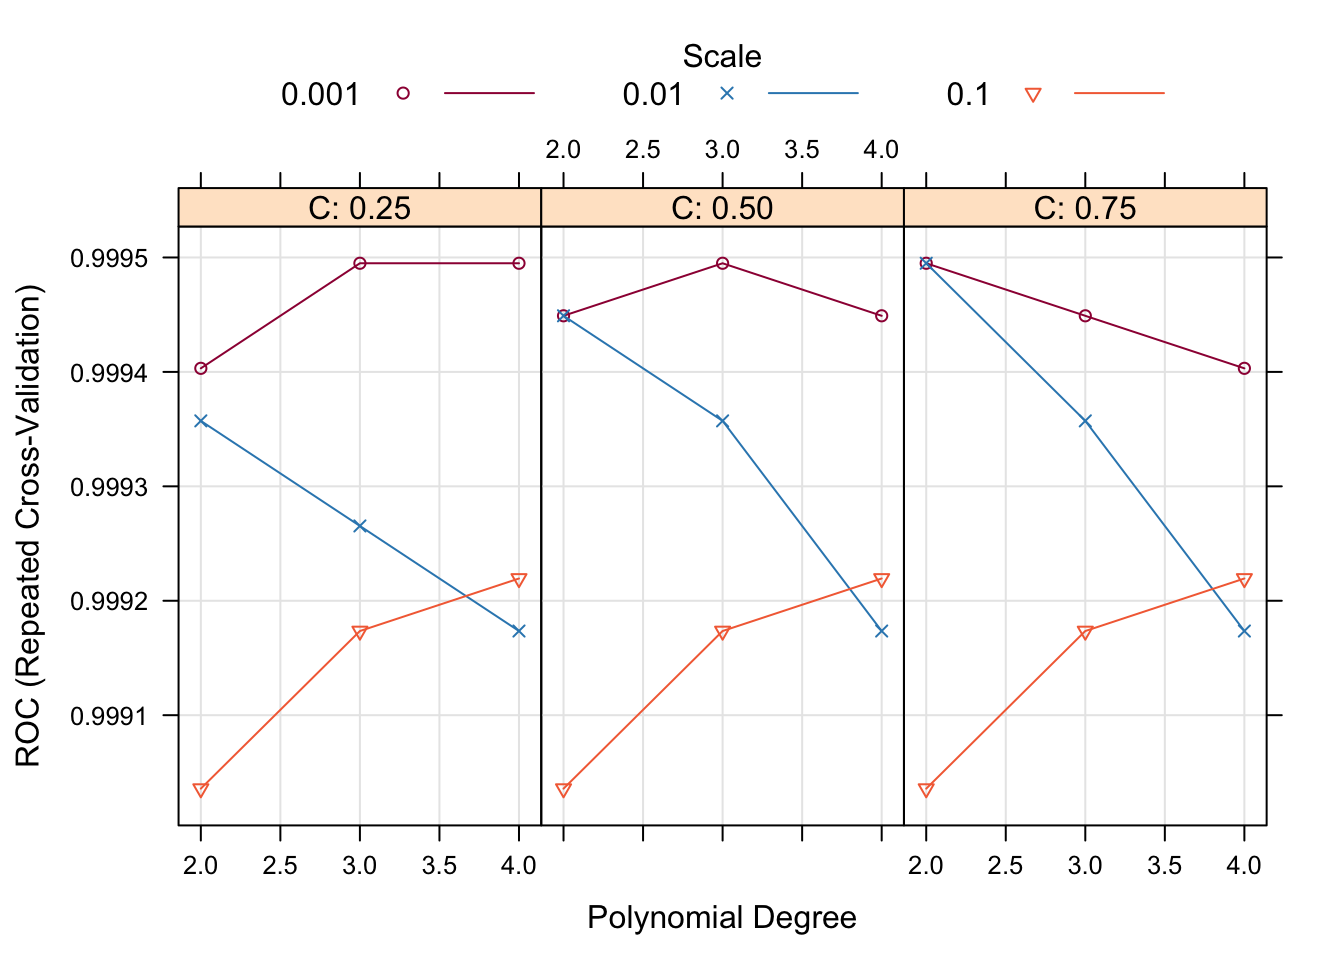 Scale
0.001 0.01 0.1
2.0 2.5 3.0 3.5 4.0
C: 0.25 C: 0.50 C: 0.75
0.9995
0.9994
0.9993
0.9992
0.9991
ROC (Repeated Cross-Validation)
2.0 2.5 3.0 3.5 4.0 2.0 2.5 3.0 3.5 4.0
Polynomial Degree